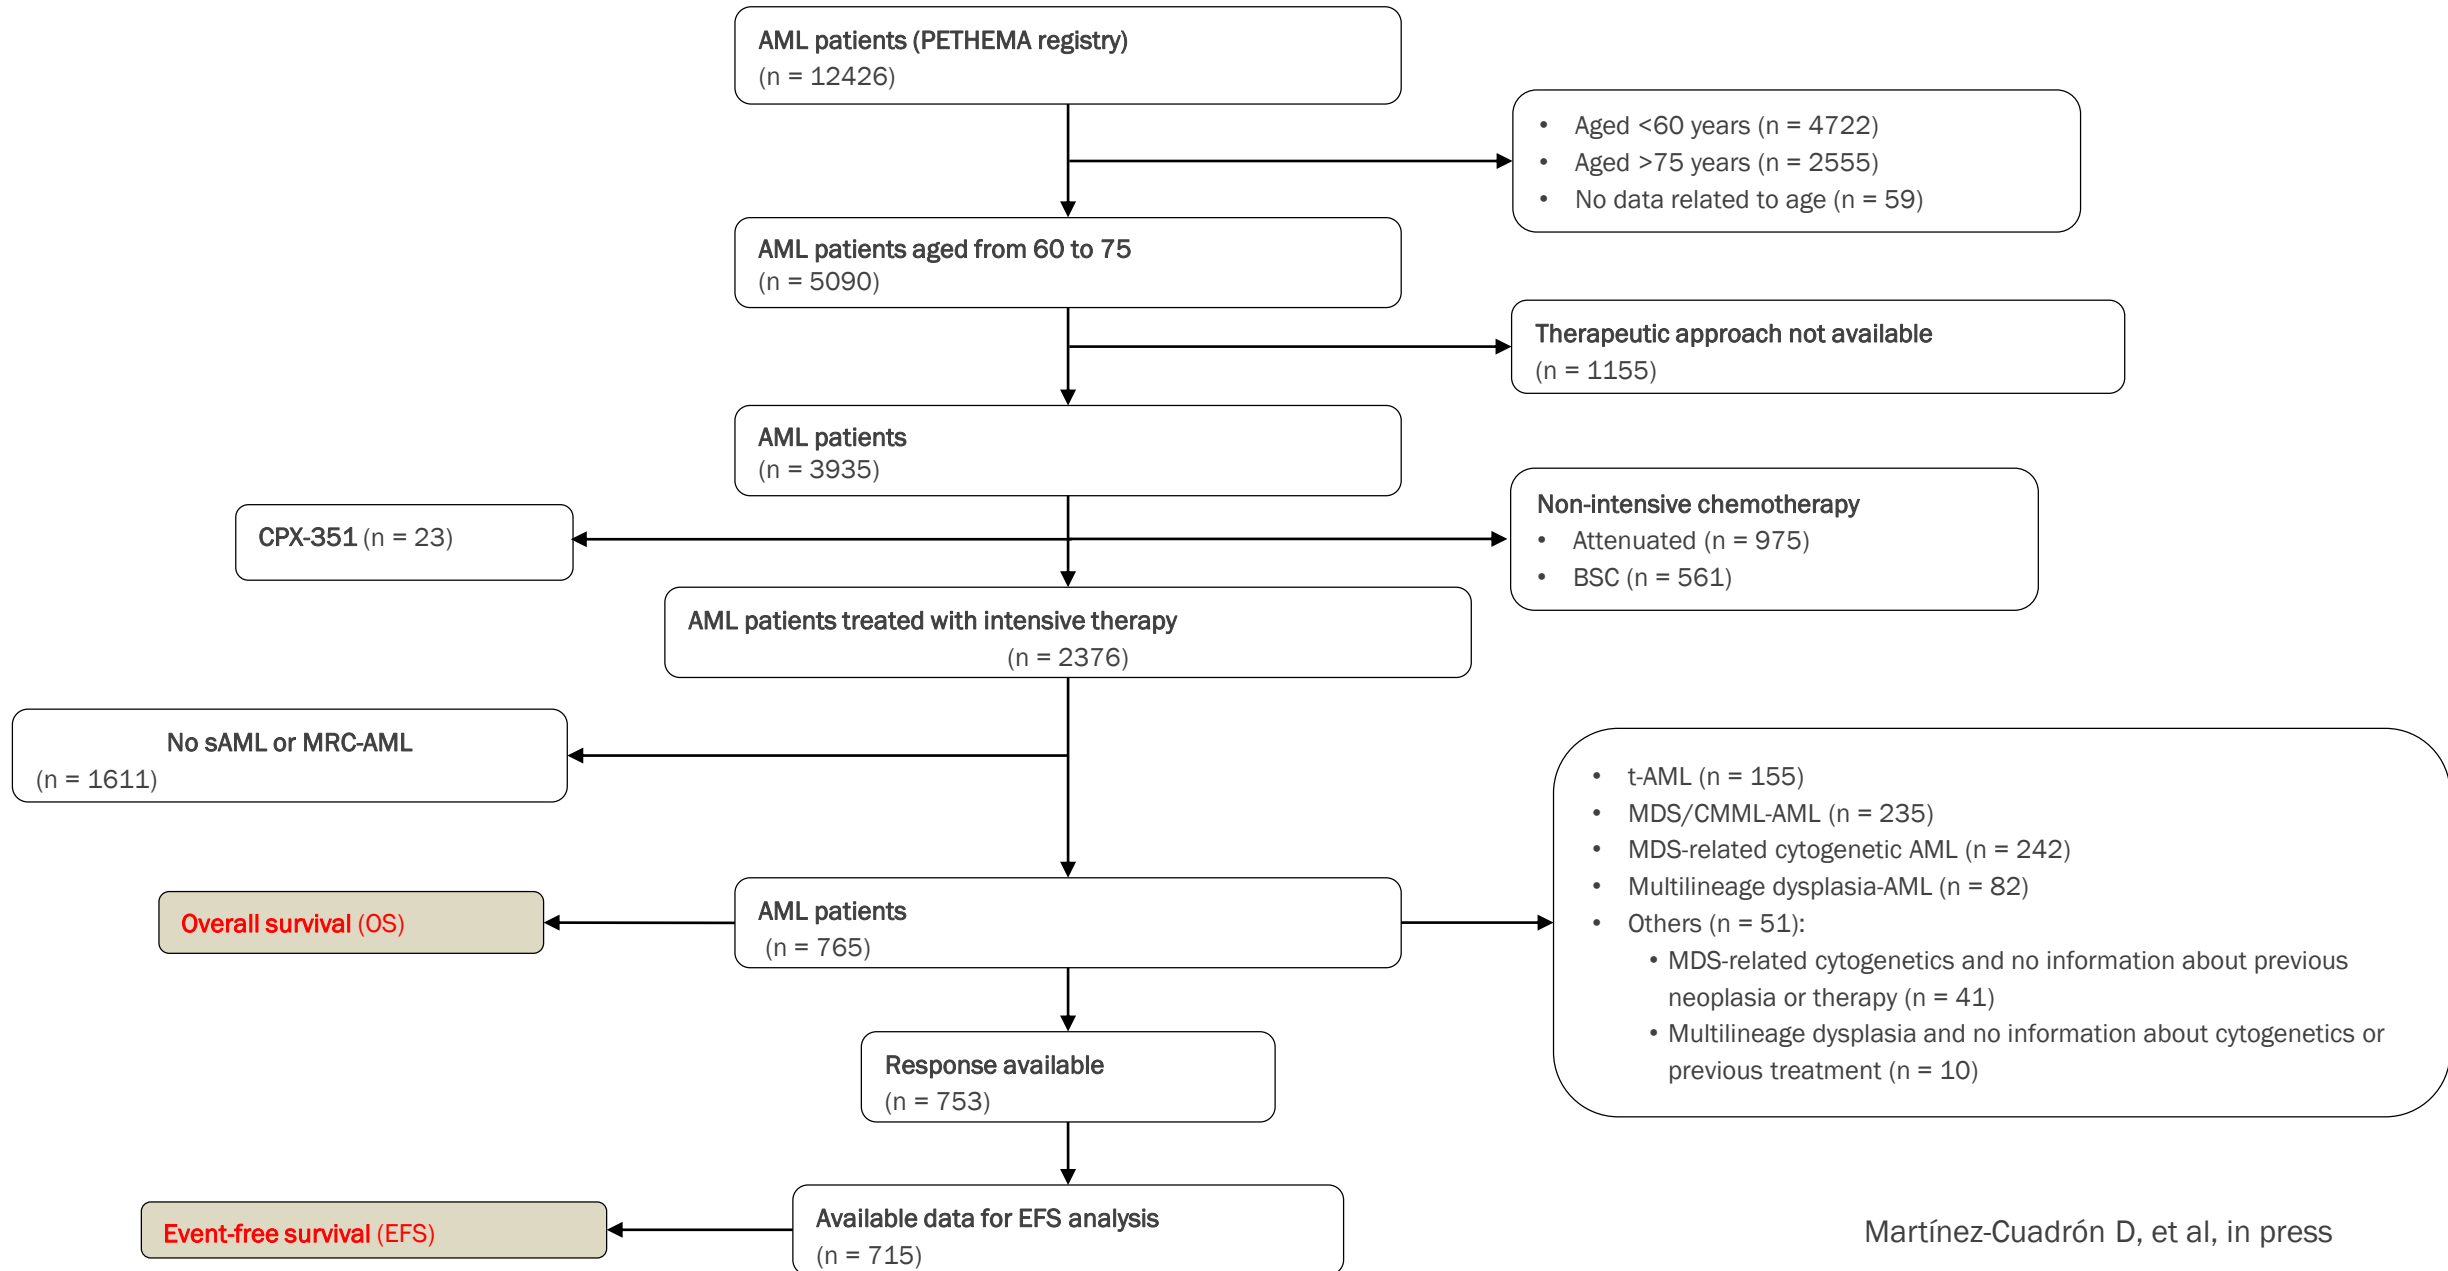 AML patients (PETHEMA registry)
(n = 12426)
• Aged <60 years (n = 4722)
• Aged >75 years (n = 2555)
• No data related to age (n = 59)
AML patients aged from 60 to 75
(n = 5090)
Therapeutic approach not available
(n = 1155)
AML patients
(n = 3935)
CPX-351 (n = 23)
Non-intensive chemotherapy
• Attenuated (n = 975)
• BSC (n = 561)
AML patients treated with intensive therapy
(n = 2376)
No sAML or MRC-AML
(n = 1611)
• t-AML (n = 155)
• MDS/CMML-AML (n = 235)
• MDS-related cytogenetic AML (n = 242)
• Multilineage dysplasia-AML (n = 82)
• Others (n = 51):
• MDS-related cytogenetics and no information about previous
neoplasia or therapy (n = 41)
• Multilineage dysplasia and no information about cytogenetics or
previous treatment (n = 10)
Overall survival (OS)
AML patients
(n = 765)
Response available
(n = 753)
Event-free survival (EFS)
Available data for EFS analysis
(n = 715)
Martínez-Cuadrón D, et al, in press